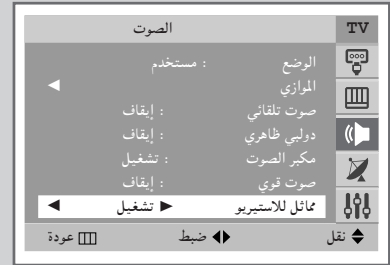 الصوت
TV
الوضع : مستخدم
الموازي
صوت تلقائي : إيقاف
دولبي ظاهري : إيقاف
مكبر الصوت : تشغيل
صوت قوي : إيقاف
مماثل للاستيريو تشغيل
نقل ضبط عودة